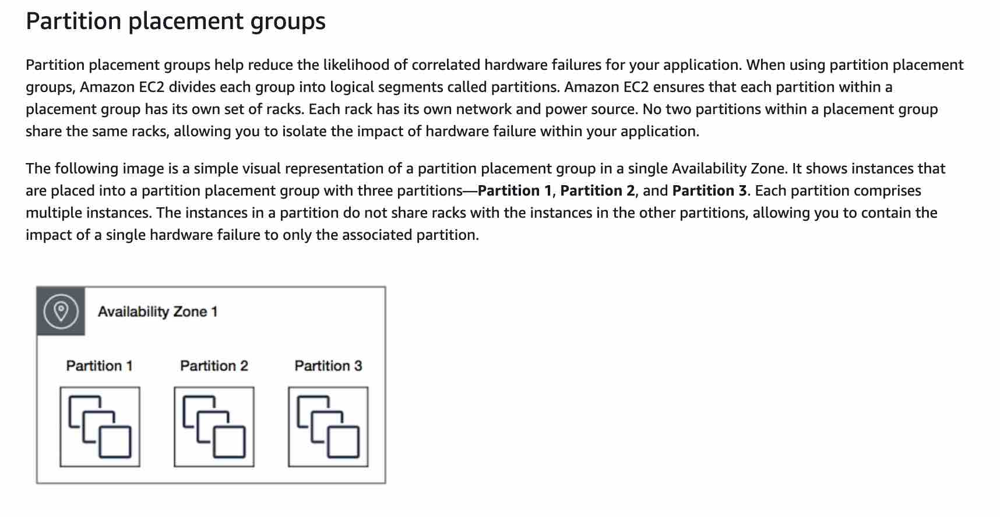 Partition placement groups
Partition placement groups help reduce the likelihood of correlated hardware failures for your application. When using partition placement
groups, Amazon EC2 divides each group into logical segments called partitions. Amazon EC2 ensures that each partition within a
placement group has its own set of racks. Each rack has its own network and power source. No two partitions within a placement group
share the same racks, allowing you to isolate the impact of hardware failure within your application.
The following image is a simple visual representation of a partition placement group in a single Availability Zone. It shows instances that
are placed into a partition placement group with three partitions—Partition 1, Partition 2, and Partition 3. Each partition comprises
multiple instances. The instances in a partition do not share racks with the instances in the other partitions, allowing you to contain the
impact of a single hardware failure to only the associated partition.
Availability Zone 1
Partition 1 Partition 2 Partition 3